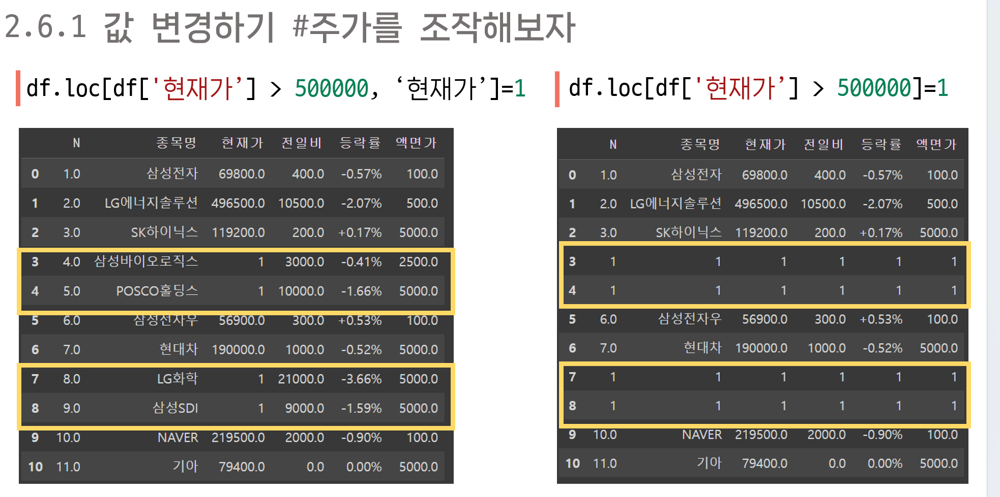 2.6.1 값 변경하기 #주가를 조작해보자
df.loc[df['현재가’] > 500000, ‘현재가’]=1
N 종목명 현재가 전일비 등락률 액면가
0 1.0 삼성전자 69800.0 400.0 -0.57% 100.0
1 2.0 LG에너지솔루션 496500.0 10500.0 -2.07% 500.0
2 3.0 SK하이닉스 119200.0 200.0 +0.17% 5000.0
3 4.0 삼성바이오로직스 1 3000.0 -0.41% 2500.0
4 5.0 POSCO홀딩스 1 10000.0 -1.66% 5000.0
5 6.0 삼성전자우 56900.0 300.0 +0.53% 100.0
6 7.0 현대차 190000.0 1000.0 -0.52% 5000.0
7 8.0 LG화학 1 21000.0 -3.66% 5000.0
8 9.0 삼성SDI 1 9000.0 -1.59% 5000.0
9 10.0 NAVER 219500.0 2000.0 -0.90% 100.0
10 11.0 기아 79400.0 0.0 0.00% 5000.0
df.loc[df['현재가’] > 500000]=1
N 종목명 현재가 전일비 등락률 액면가
0 1.0 삼성전자 69800.0 400.0 -0.57% 100.0
1 2.0 LG에너지솔루션 496500.0 10500.0 -2.07% 500.0
2 3.0 SK하이닉스 119200.0 200.0 +0.17% 5000.0
3 1 1 1 1 1 1
4 1 1 1 1 1 1
5 6.0 삼성전자우 56900.0 300.0 +0.53% 100.0
6 7.0 현대차 190000.0 1000.0 -0.52% 5000.0
7 1 1 1 1 1 1
8 1 1 1 1 1 1
9 10.0 NAVER 219500.0 2000.0 -0.90% 100.0
10 11.0 기아 79400.0 0.0 0.00% 5000.0